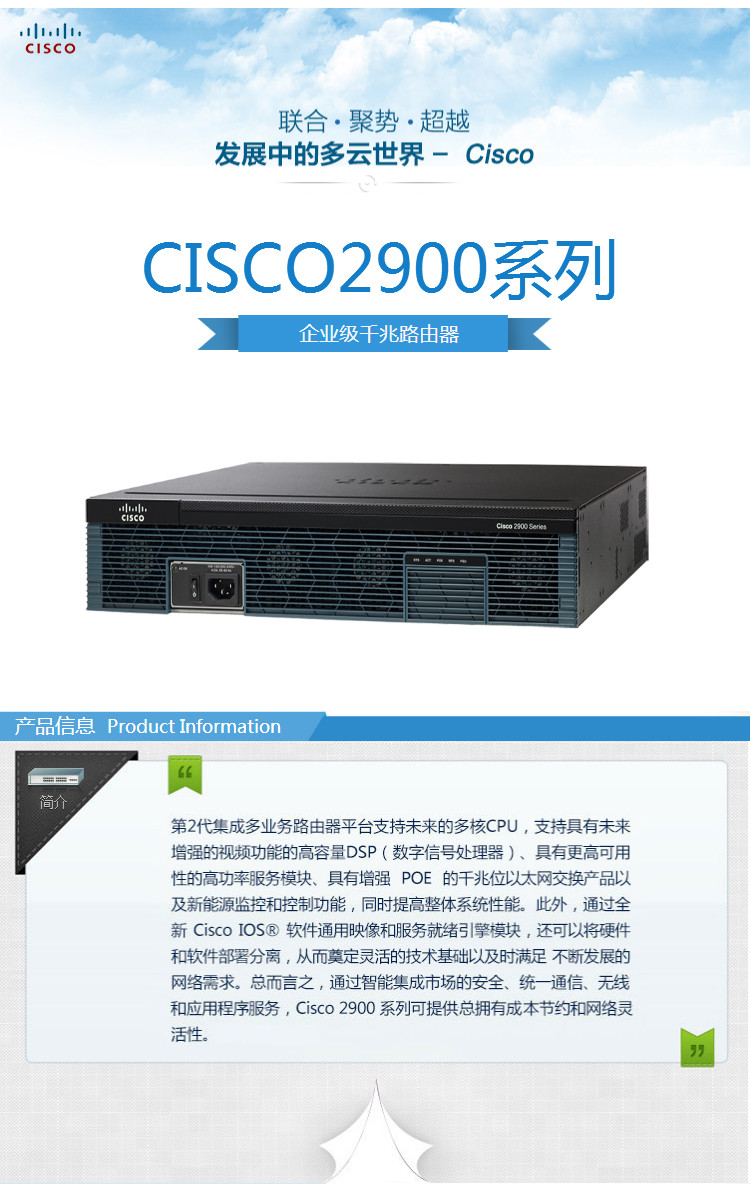 CISCO
联合·聚势·超越
发展中的多云世界 – Cisco
CISCO2900系列
企业级千兆路由器
CISCO
Cisco 2900 Series
产品信息 Product Information
简介
第2代集成多业务路由器平台支持未来的多核CPU，支持具有未来
增强的视频功能的高容量DSP（数字信号处理器）、具有更高可用
性的高功率服务模块、具有增强 POE 的千兆位以太网交换产品以
及新能源监控和控制功能，同时提高整体系统性能。此外，通过全
新 Cisco IOS® 软件通用映像和服务就绪引擎模块，还可以将硬件
和软件部署分离，从而奠定灵活的技术基础以及时满足 不断发展的
网络需求。总而言之，通过智能集成市场的安全、统一通信、无线
和应用程序服务，Cisco 2900 系列可提供总拥有成本节约和网络灵
活性。